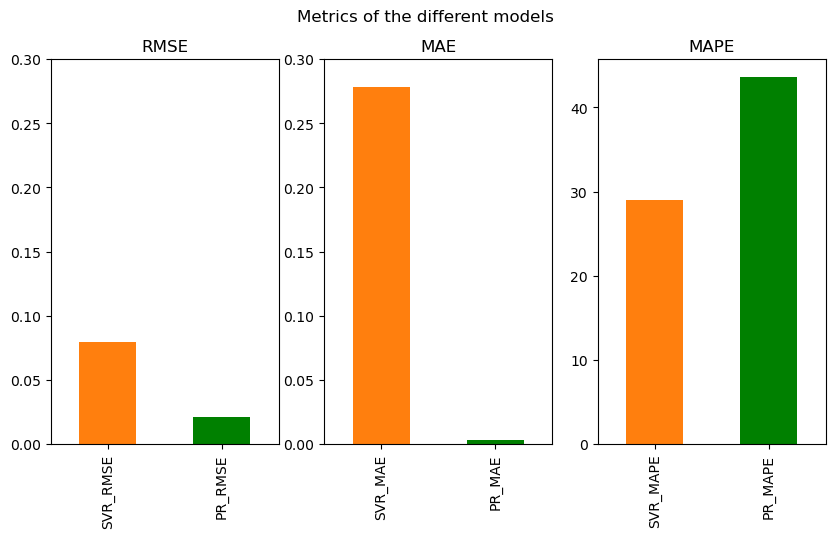 Metrics of the different models
RMSE
0.30
0.25
0.20
0.15
0.10
0.05
0.00
SVR_RMSE
PR_RMSE
MAE
0.30
0.25
0.20
0.15
0.10
0.05
0.00
SVR_MAE
PR_MAE
MAPE
40
30
20
10
0
SVR_MAPE
PR_MAPE